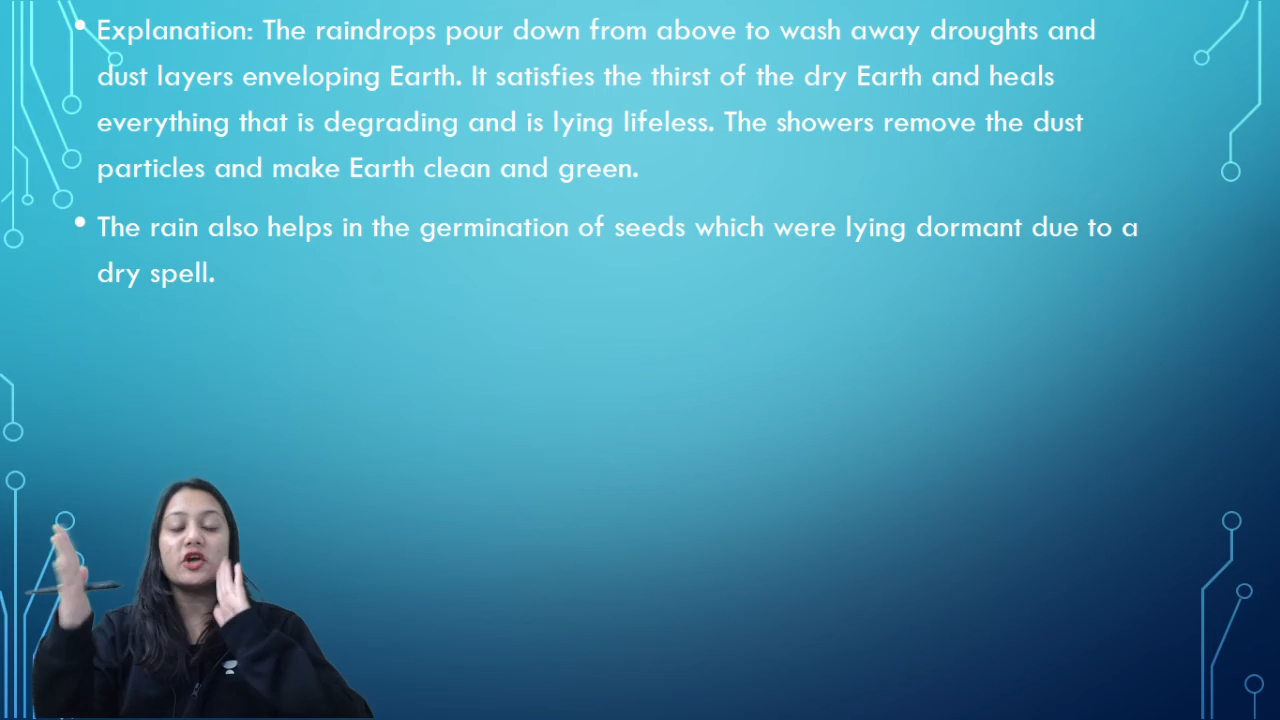 • Explanation: The raindrops pour down from above to wash away droughts and
dust layers enveloping Earth. It satisfies the thirst of the dry Earth and heals
everything that is degrading and is lying lifeless. The showers remove the dust
particles and make Earth clean and green.
• The rain also helps in the germination of seeds which were lying dormant due to a
dry spell.